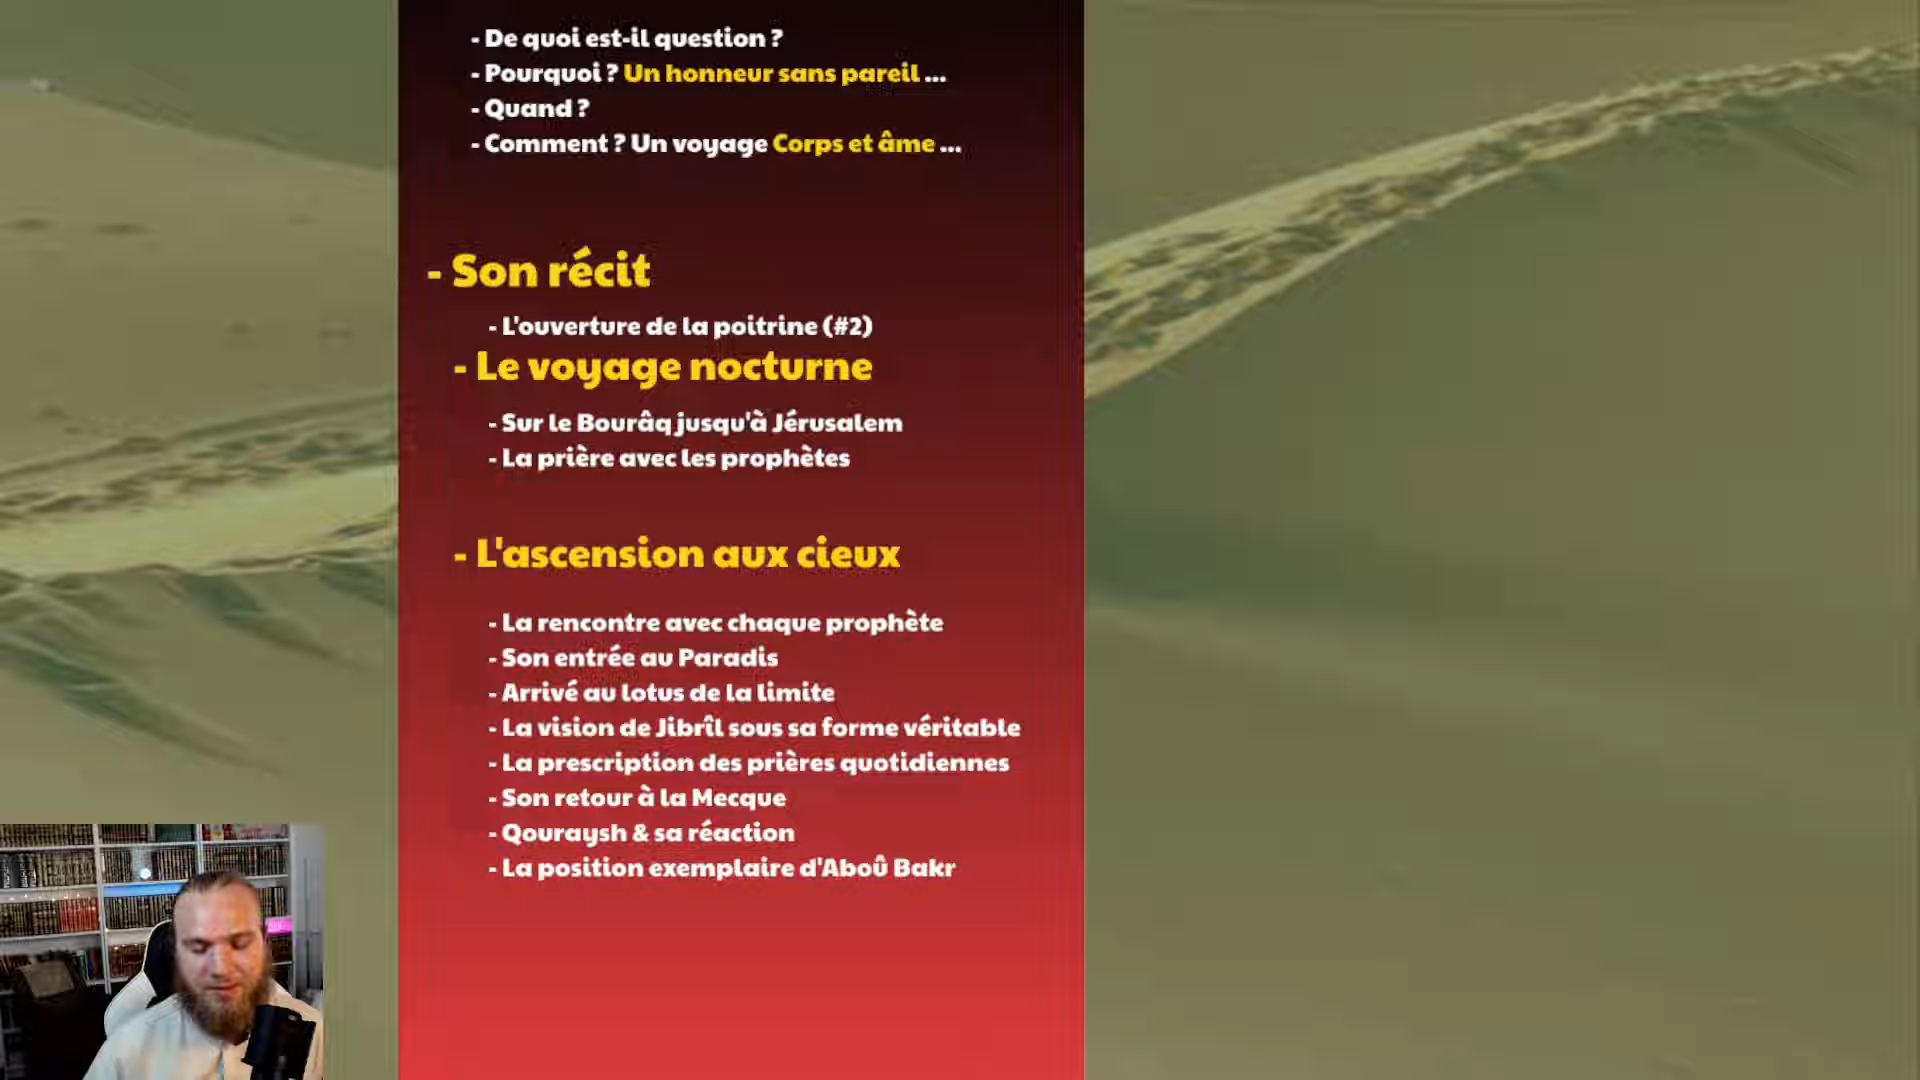 - De quoi est-il question ?
- Pourquoi ? Un honneur sans pareil ...
- Quand ?
- Comment ? Un voyage Corps et âme ...
- Son récit
- L'ouverture de la poitrine (#2)
- Le voyage nocturne
- Sur le Bourâq jusqu'à Jérusalem
- La prière avec les prophètes
- L'ascension aux cieux
- La rencontre avec chaque prophète
- Son entrée au Paradis
- Arrivé au lotus de la limite
- La vision de Jibrîl sous sa forme véritable
- La prescription des prières quotidiennes
- Son retour à la Mecque
- Qouraysh & sa réaction
- La position exemplaire d'Aboû Bakr